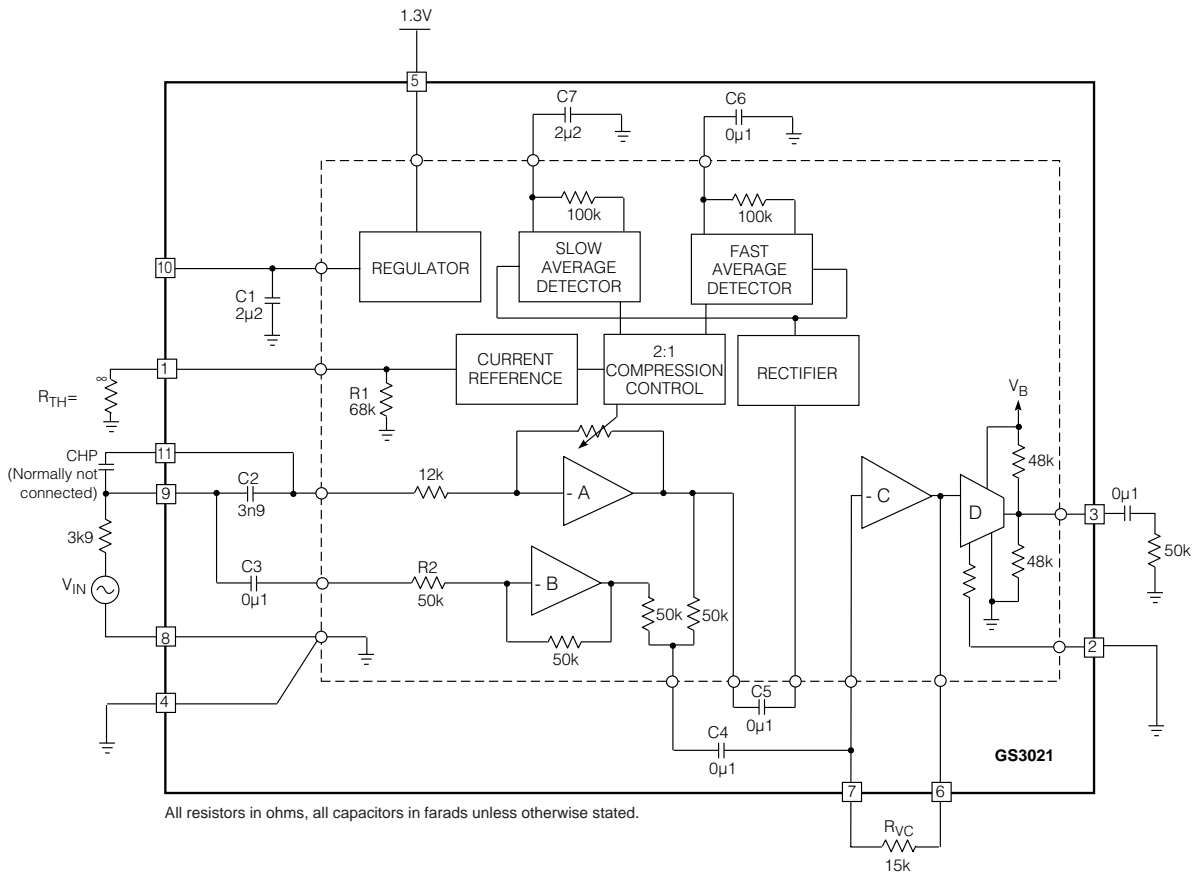 1.3V
5
C7
2µ2
C6
0µ1
100k
100k
REGULATOR
SLOW
AVERAGE
DETECTOR
FAST
AVERAGE
DETECTOR
10
C1
2µ2
1
∞
R_TH=
R1
68k
CURRENT
REFERENCE
2:1
COMPRESSION
CONTROL
RECTIFIER
V_B
48k
CHP
(Normally not
connected)
11
9
C2
3n9
12k
- A
- C
D
3
0µ1
50k
48k
3k9
V_IN
C3
0µ1
R2
50k
- B
50k
50k
50k
8
2
4
C5
0µ1
C4
0µ1
GS3021
7
6
R_VC
15k
All resistors in ohms, all capacitors in farads unless otherwise stated.